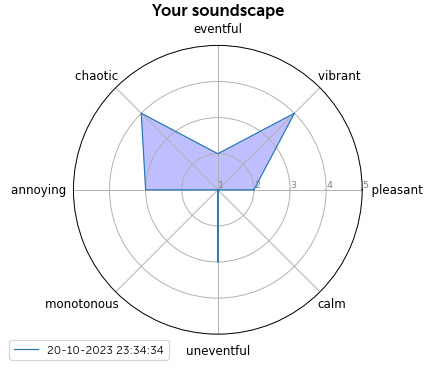 Your soundscape
eventful
chaotic
vibrant
annoying
1
2
3
4
5
pleasant
monotonous
calm
uneventful
20-10-2023 23:34:34